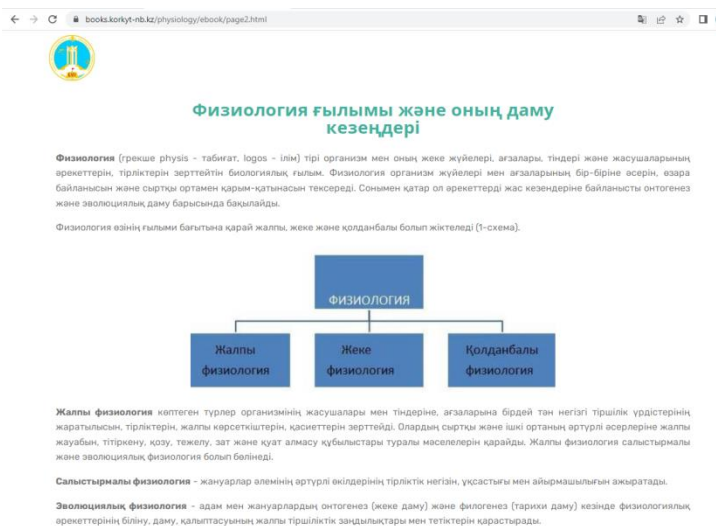 books.korkyt-nb.kz/physiology/ebook/page2.html
Физиология ғылымы және оның даму
кезеңдері
Физиология (грекше physis - табиғат, logos - ілім) тірі организм мен оның жеке жүйелері, ағзалары, тіндері және жасушаларының
әрекеттерін, тірліктерін зерттейтін биологиялық ғылым. Физиология организм жүйелері мен ағзаларының бір-біріне әсерін, өзара
байланысын және сыртқы ортамен қарым-қатынасын тексереді. Сонымен қатар ол әрекеттерді жас кезендеріне байланысты онтогенез
және эволюциялық даму барысында бақылайды.
Физиология өзінің ғылыми бағытына қарай жалпы, жеке және қолданбалы болып жіктеледі (1-схема).
ФИЗИОЛОГИЯ
Жалпы
физиология
Жеке
физиология
Қолданбалы
физиология
Жалпы физиология көптеген түрлер организмінің жасушалары мен тіндеріне, ағзаларына бірдей тән негізгі тіршілік үрдістерінің
жаратылысын, тірліктерін, жалпы көрсеткіштерін, қасиеттерін зерттейді. Олардың сыртқы және ішкі ортаның әртүрлі әсерлеріне жалпы
жауабын, тітіркену, қозу, тежелу, зат және қуат алмасу құбылыстары туралы мәселелерін қарайды. Жалпы физиология салыстырмалы
және эволюциялық физиология болып бөлінеді.
Салыстырмалы физиология – жануарлар әлемінің әртүрлі өкілдерінің тірліктік негізін, ұқсастығы мен айырмашылығын ажыратады.
Эволюциялық физиология - адам мен жануарлардың онтогенез (жеке даму) және филогенез (тарихи даму) кезінде физиологиялық
әрекеттерінің біліну, даму, қалыптасуының жалпы тіршіліктік заңдылықтары мен тетіктерін қарастырады.